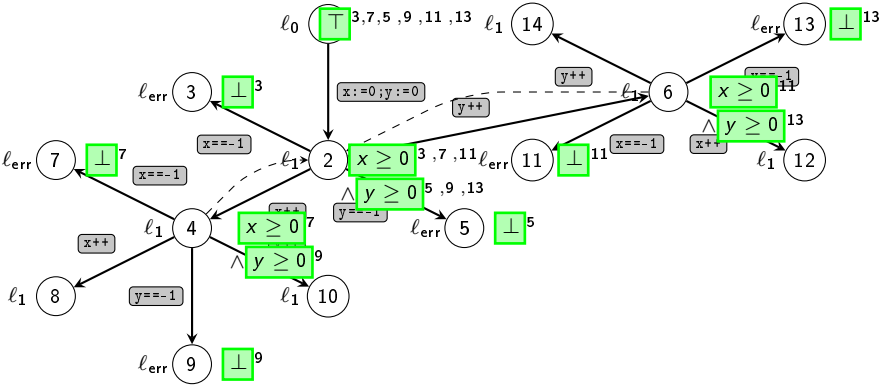 ℓ0 ⊤ 3,7,5 ,9 ,11 ,13
ℓ1 14
ℓerr 13 ⊥ 13
x:=0;y:=0
y++
x==-1
ℓerr 3 ⊥ 3
y++
ℓ1 6 x ≥ 0 11
∧ y ≥ 0 13
x==-1
x==-1
x++
ℓerr 7 ⊥ 7
ℓ1 2 x ≥ 0 3 ,7 ,11
∧ y ≥ 0 5 ,9 ,13
ℓerr 11 ⊥ 11
ℓ1 12
x==-1
x++
y==-1
ℓ1 4 x ≥ 0 7
∧ y ≥ 0 9
ℓerr 5 ⊥ 5
x++
ℓ1 8
y==-1
ℓ1 10
ℓerr 9 ⊥ 9